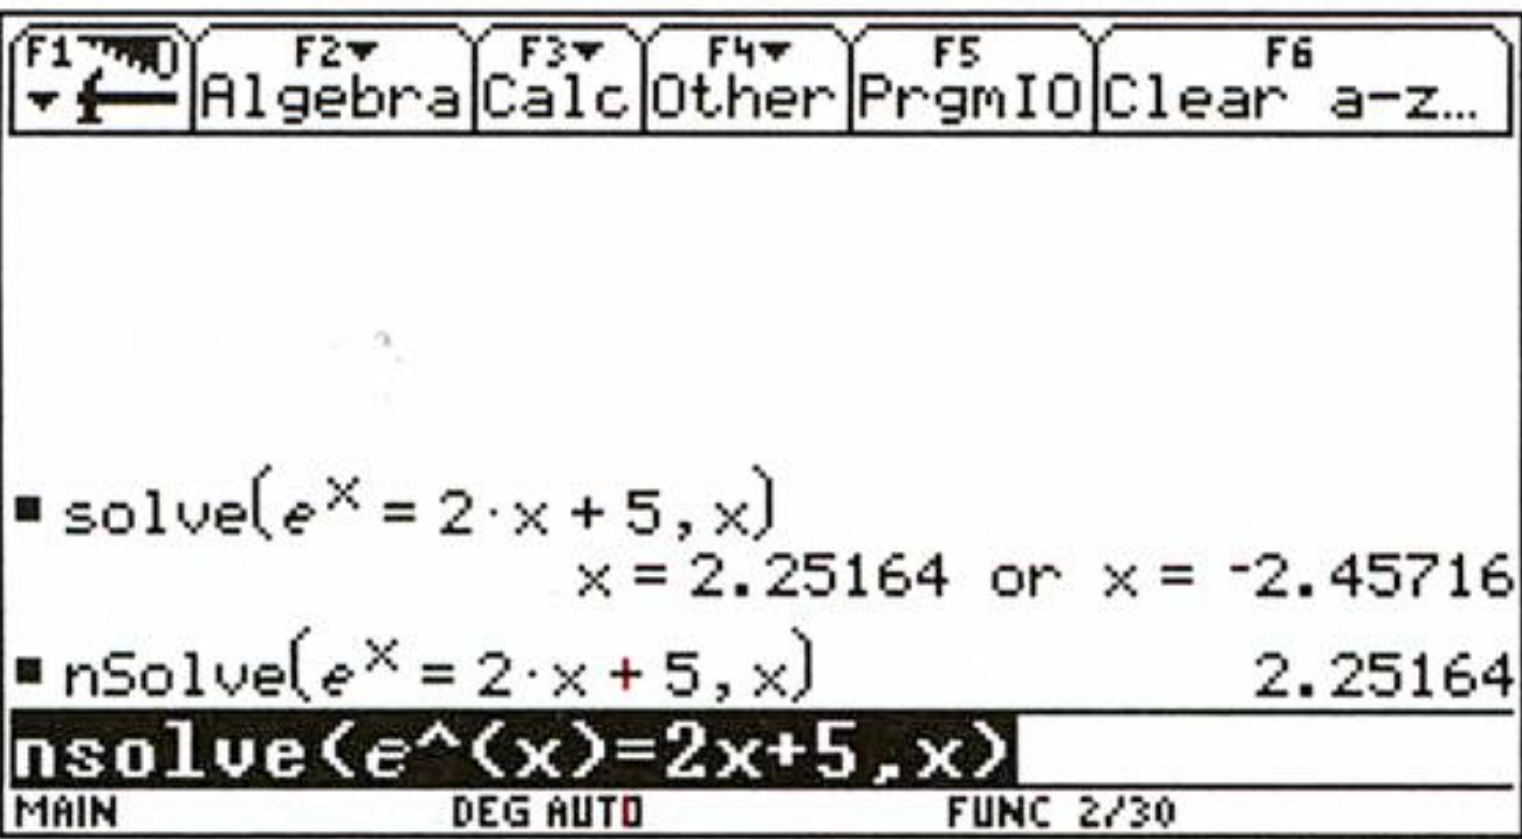 F1 F2 F3 F4 F5 F6
Algebra Calc Other PrgmIO Clear a-z…
solve(e^x = 2·x + 5, x)
x = 2.25164 or x = -2.45716
nSolve(e^x = 2·x + 5, x) 2.25164
nsolve(e^(x)=2x+5,x)
MAIN DEG AUTO FUNC 2/30